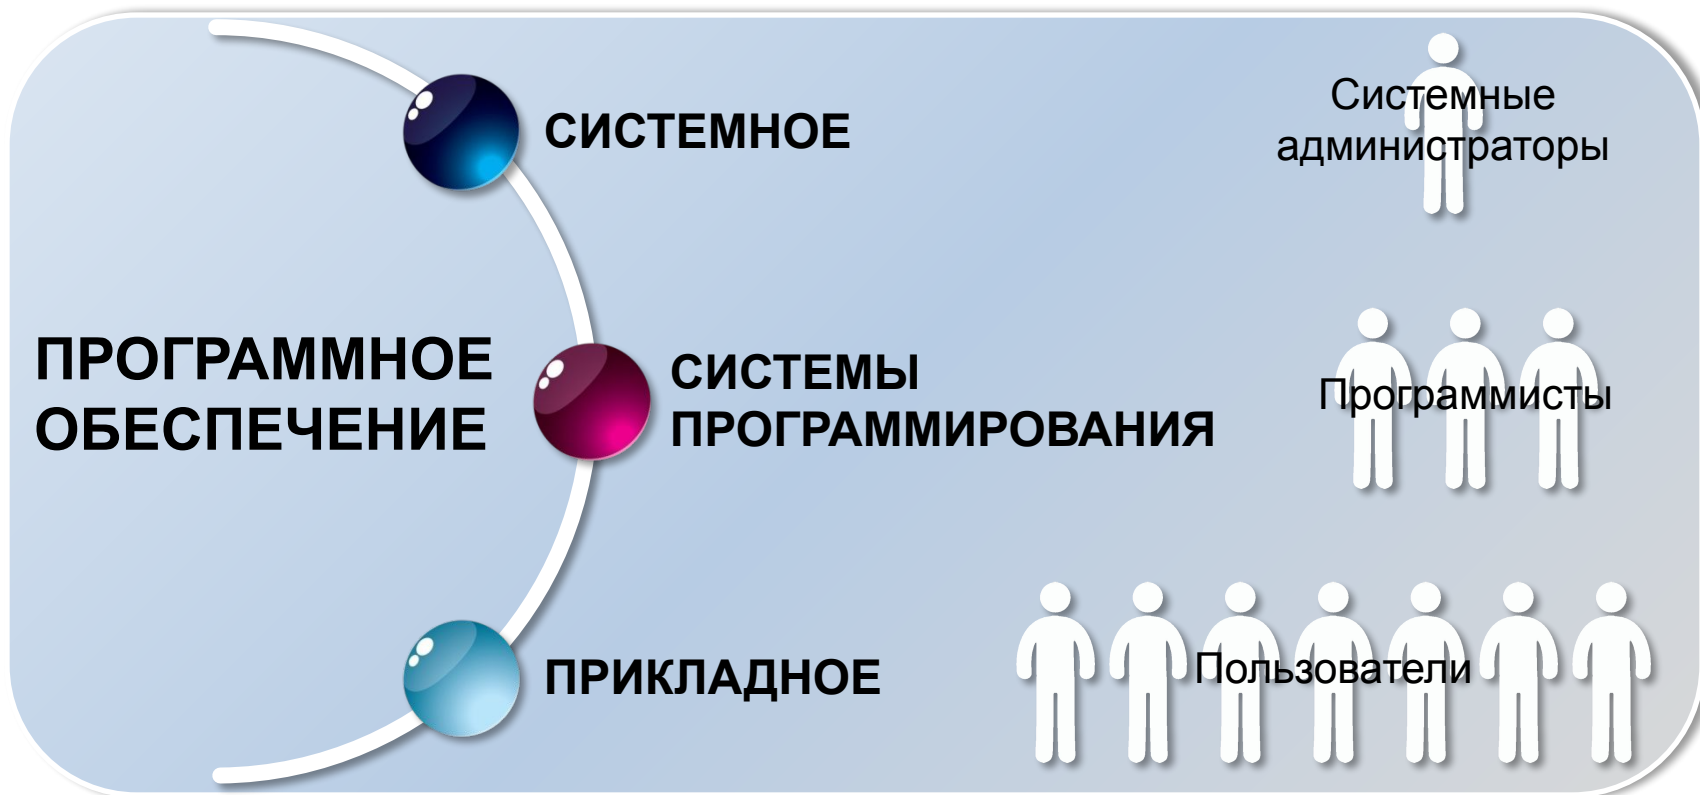 СИСТЕМНОЕ
Системные
администраторы
ПРОГРАММНОЕ
ОБЕСПЕЧЕНИЕ
СИСТЕМЫ
ПРОГРАММИРОВАНИЯ
Программисты
ПРИКЛАДНОЕ
Пользователи